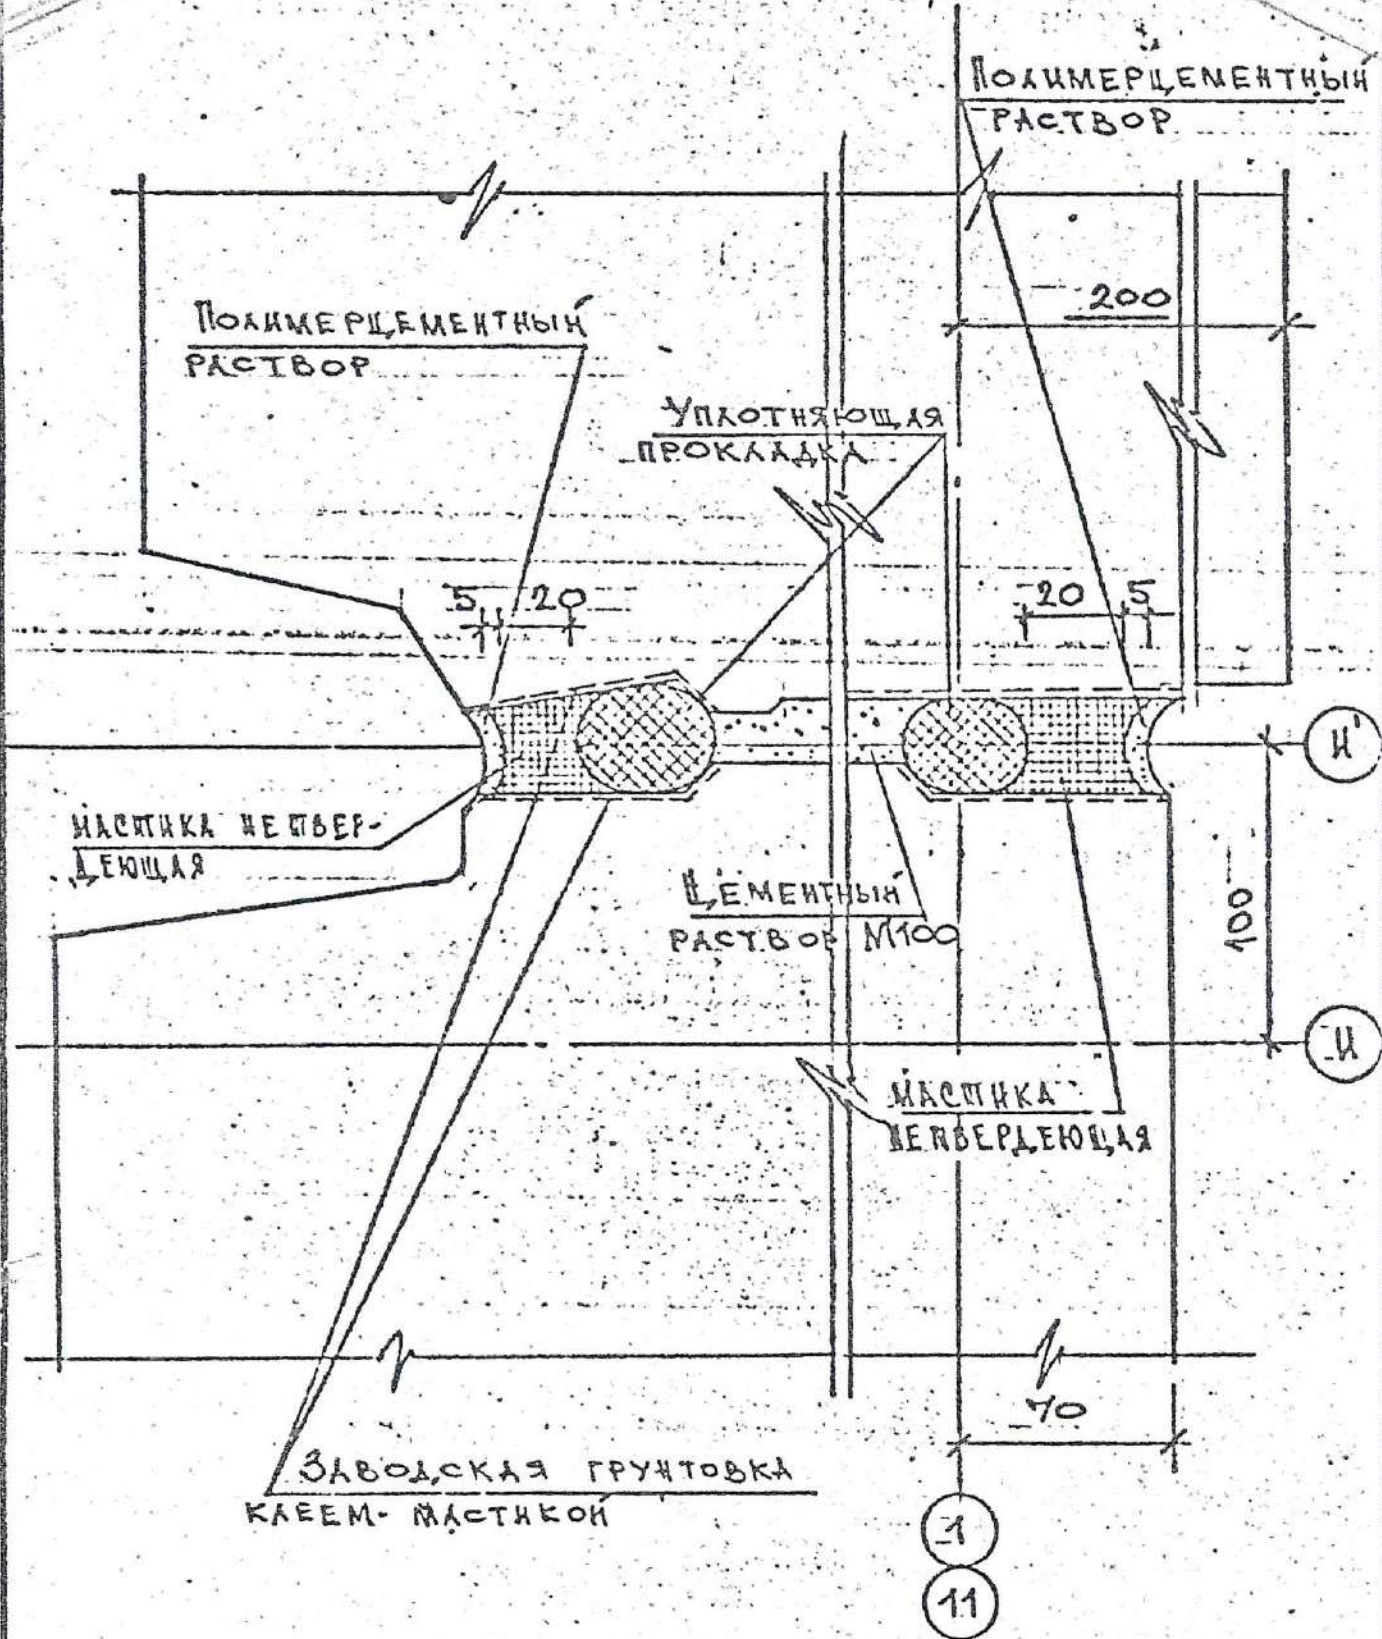 ПОЛИМЕРЦЕМЕНТНЫЙ
РАСТВОР
200
ПОЛИМЕРЦЕМЕНТНЫЙ
РАСТВОР
УПЛОТНЯЮЩАЯ
ПРОКЛАДКА
5 20
20 5
И'
МАСТИКА НЕТВЕР-
ДЕЮЩАЯ
ЦЕМЕНТНЫЙ
РАСТВОР М100
100
И
МАСТИКА
НЕТВЕРДЕЮЩАЯ
70
ЗАВОДСКАЯ ГРУНТОВКА
КЛЕЕМ-МАСТИКОЙ
1
11